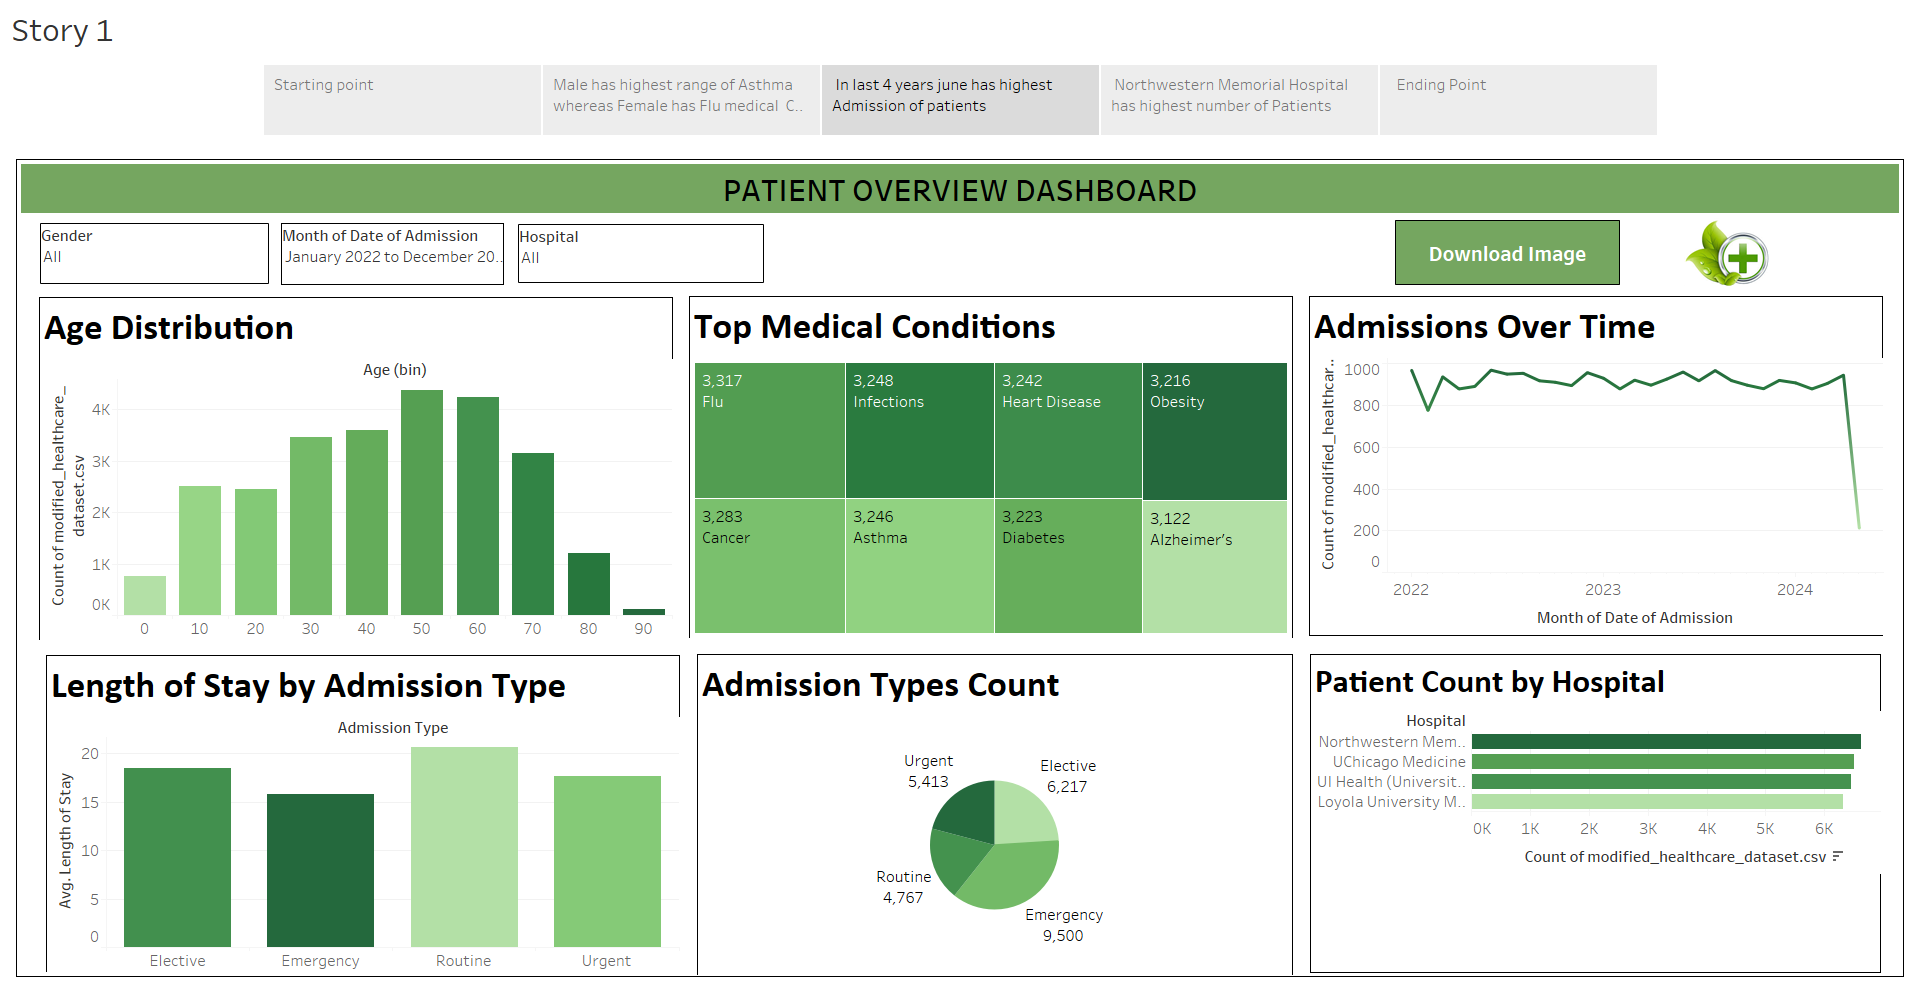 Story 1
Starting point
Male has highest range of Asthma
whereas Female has Flu medical C..
In last 4 years june has highest
Admission of patients
Northwestern Memorial Hospital
has highest number of Patients
Ending Point
PATIENT OVERVIEW DASHBOARD
Gender
All
Month of Date of Admission
January 2022 to December 20..
Hospital
All
Download Image
Age Distribution
Age (bin)
Count of modified_healthcare_
dataset.csv
4K
3K
2K
1K
0K
0 10 20 30 40 50 60 70 80 90
Top Medical Conditions
3,317
Flu
3,248
Infections
3,242
Heart Disease
3,216
Obesity
3,283
Cancer
3,246
Asthma
3,223
Diabetes
3,122
Alzheimer’s
Admissions Over Time
Count of modified_healthcar..
1000
800
600
400
200
0
2022 2023 2024
Month of Date of Admission
Length of Stay by Admission Type
Admission Type
Avg. Length of Stay
20
15
10
5
0
Elective Emergency Routine Urgent
Admission Types Count
Urgent
5,413
Elective
6,217
Routine
4,767
Emergency
9,500
Patient Count by Hospital
Hospital
Northwestern Mem..
UChicago Medicine
UI Health (Universit..
Loyola University M..
0K 1K 2K 3K 4K 5K 6K
Count of modified_healthcare_dataset.csv